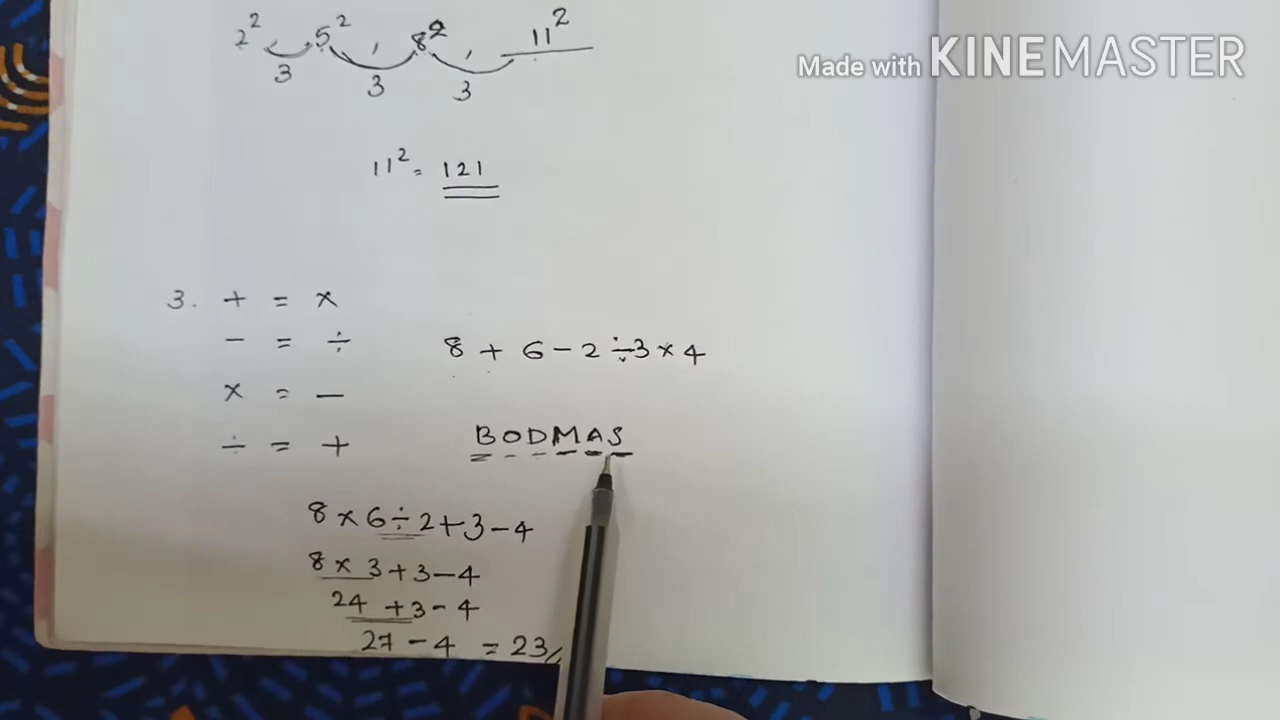 Made with KINEMASTER
2² , 5² , 8² , 11²
3 3 3
11² = 121
3. + = ×
− = ÷
8 + 6 − 2 ÷ 3 × 4
× = −
÷ = +
BODMAS
8 × 6 ÷ 2 + 3 − 4
8 × 3 + 3 − 4
24 + 3 − 4
27 − 4 = 23//